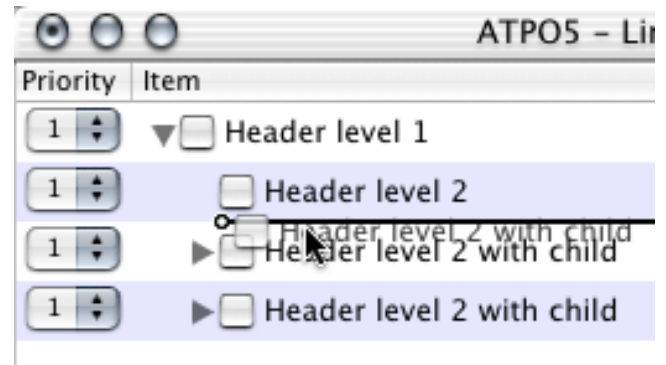 ATPO5 – Li
Priority Item
1 Header level 1
1 Header level 2
Header level 2 with child
1 Header level 2 with child
1 Header level 2 with child